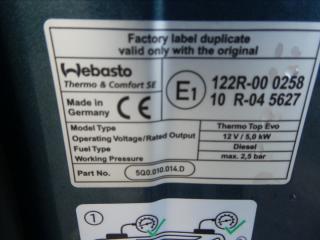 Factory label duplicate
valid only with the original
Webasto
Thermo & Comfort SE
Made in
Germany
CE
E1
122R-00 0258
10 R-04 5627
Model Type Thermo Top Evo
Operating Voltage/Rated Output 12 V / 5,0 kW
Fuel Type Diesel
Working Pressure max. 2,5 bar
Part No. 5Q0.010.014.D
1